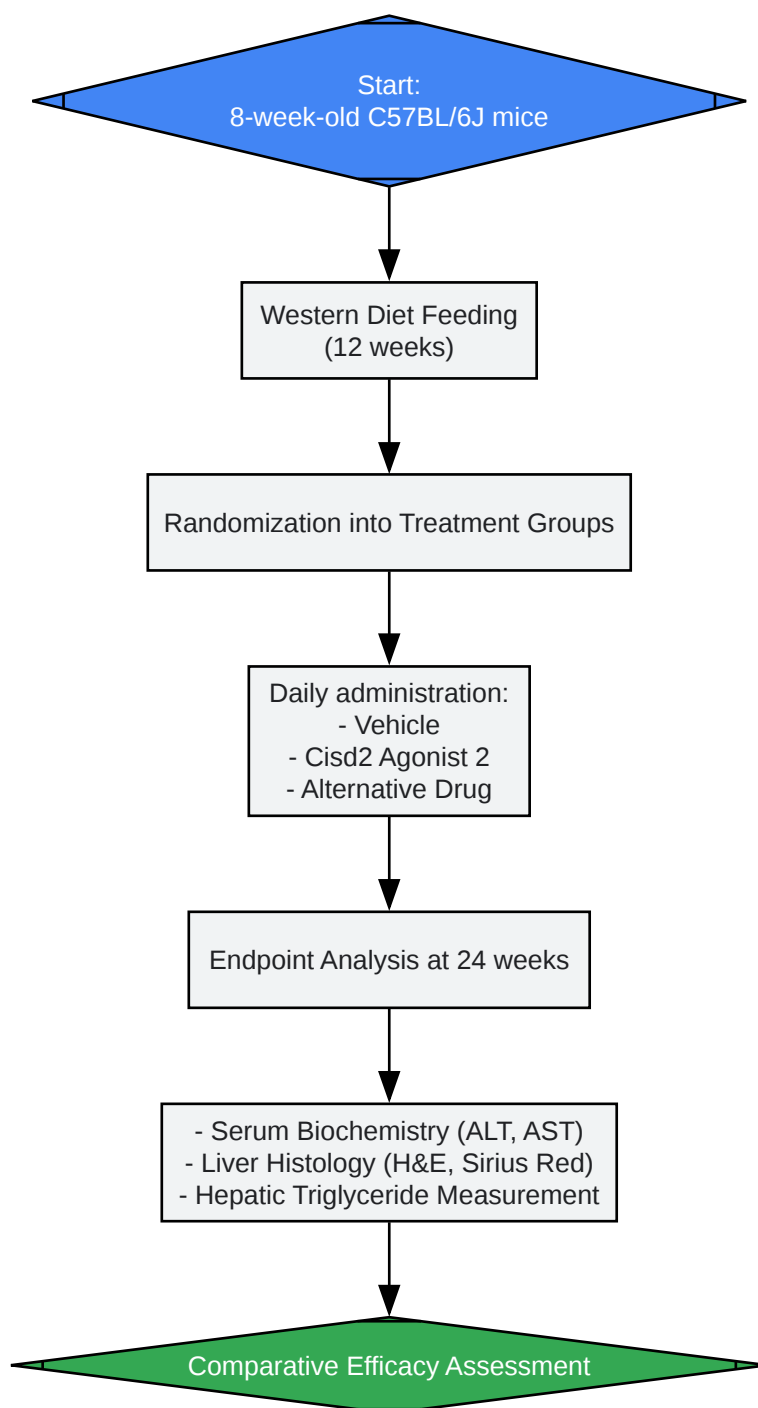 Start:
8-week-old C57BL/6J mice
Western Diet Feeding
(12 weeks)
Randomization into Treatment Groups
Daily administration:
- Vehicle
- Cisd2 Agonist 2
- Alternative Drug
Endpoint Analysis at 24 weeks
- Serum Biochemistry (ALT, AST)
- Liver Histology (H&E, Sirius Red)
- Hepatic Triglyceride Measurement
Comparative Efficacy Assessment